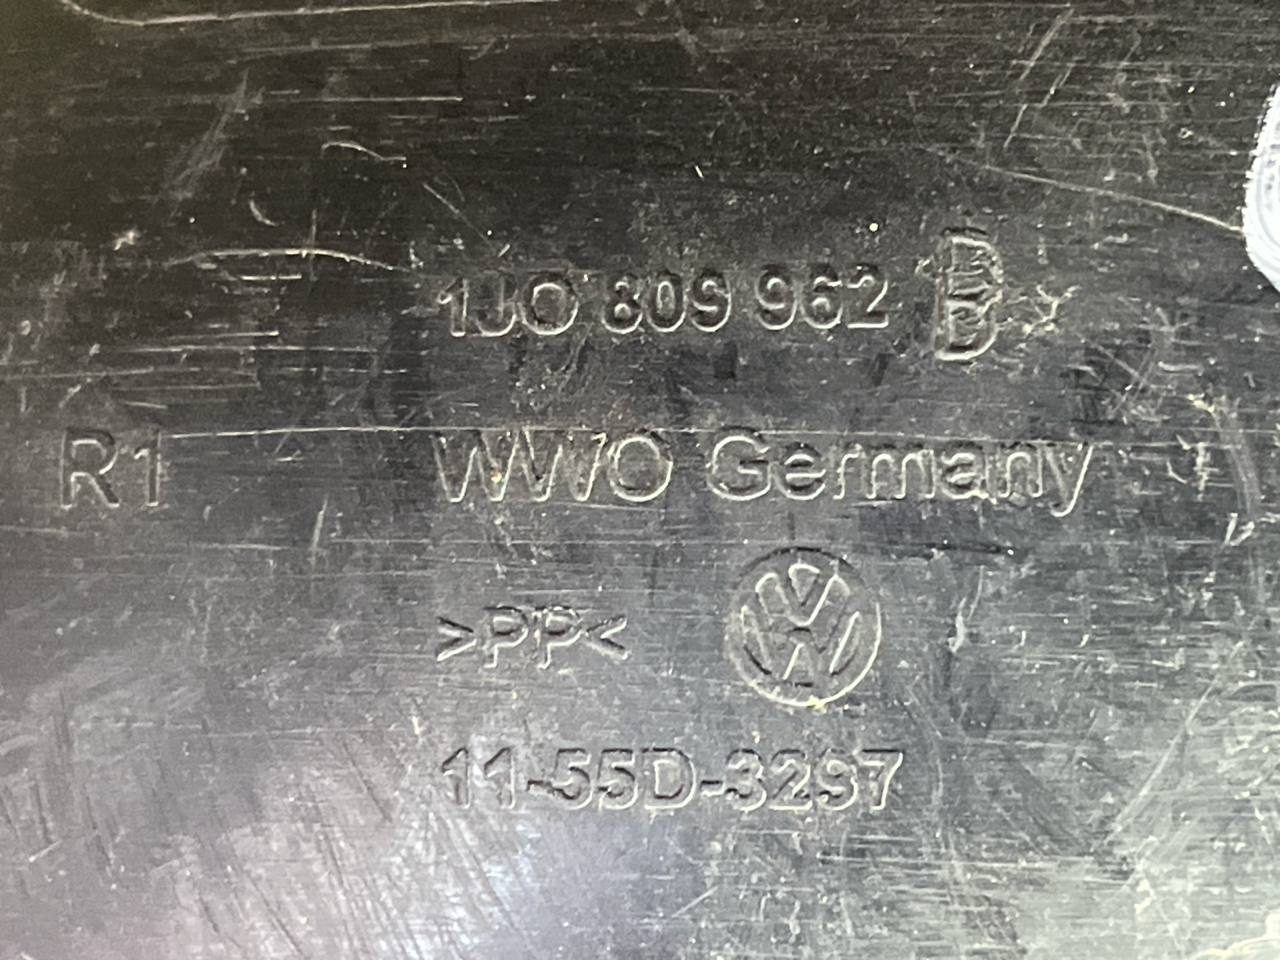 1J0 809 962 B
R1 WWO Germany
>PP<
11-55D-3297